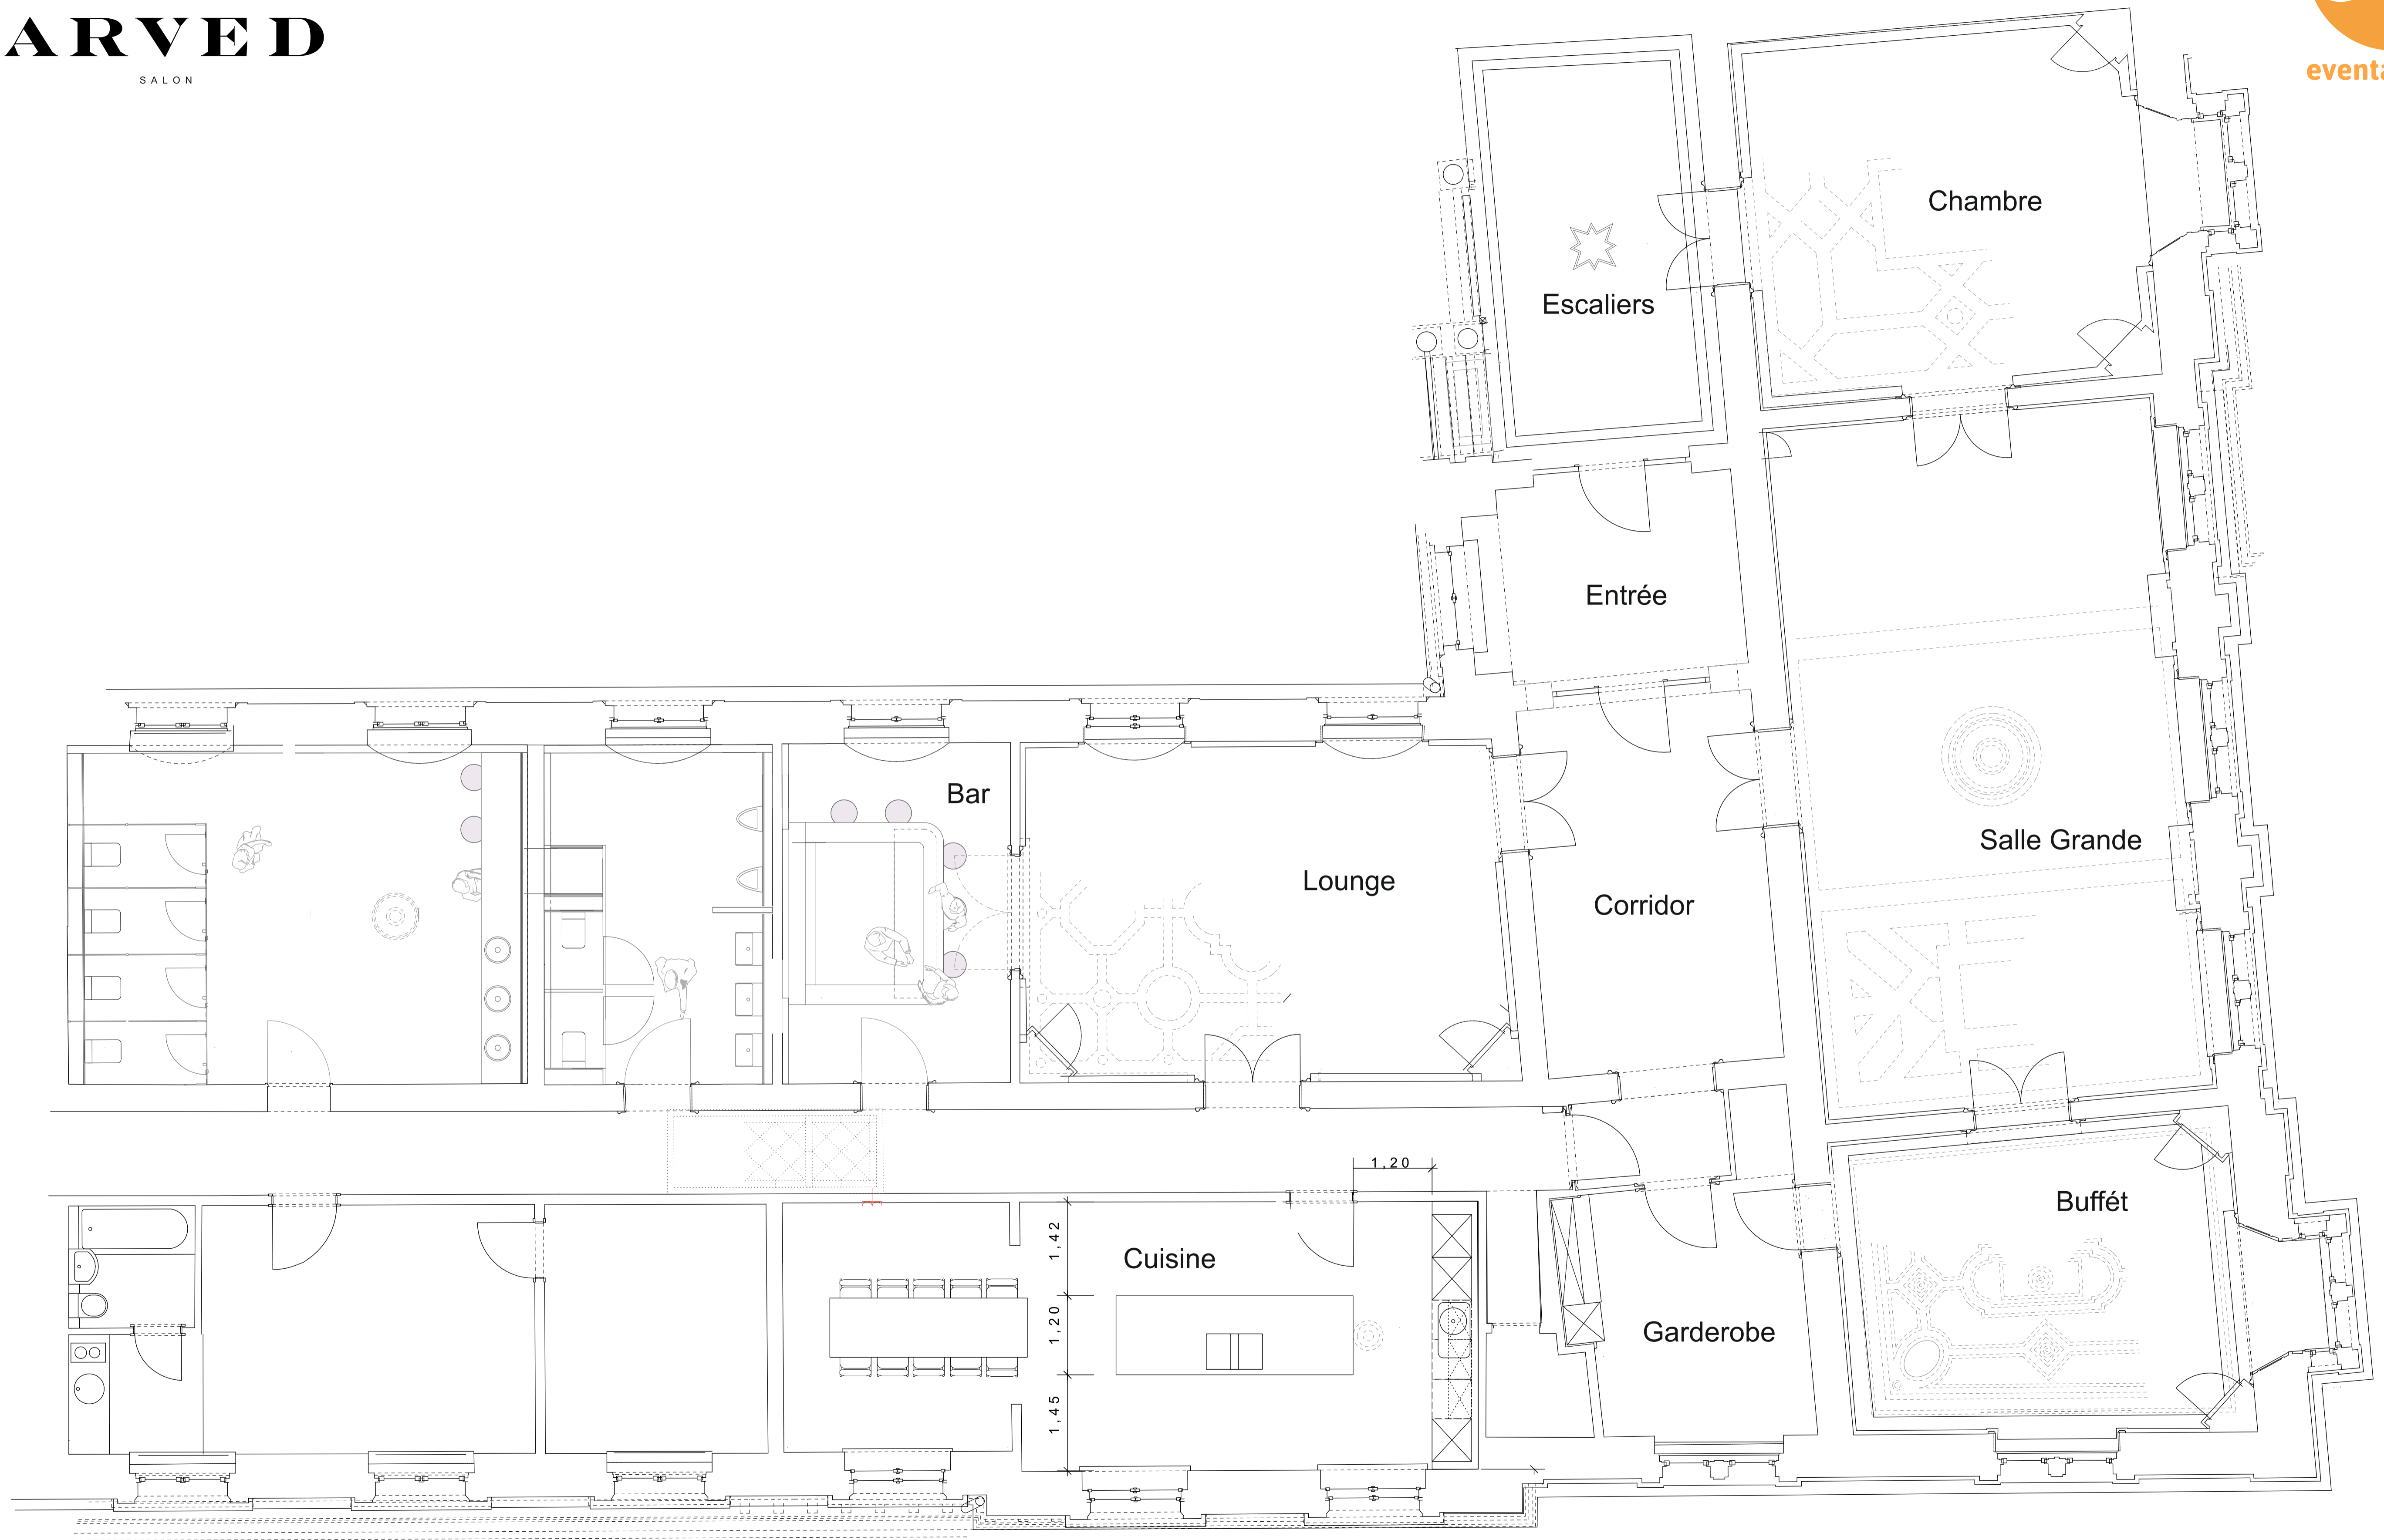 ARVED
SALON
Chambre
Escaliers
Entrée
Bar
Salle Grande
Lounge
Corridor
1,20
Buffét
1,42
Cuisine
1,20
Garderobe
1,45